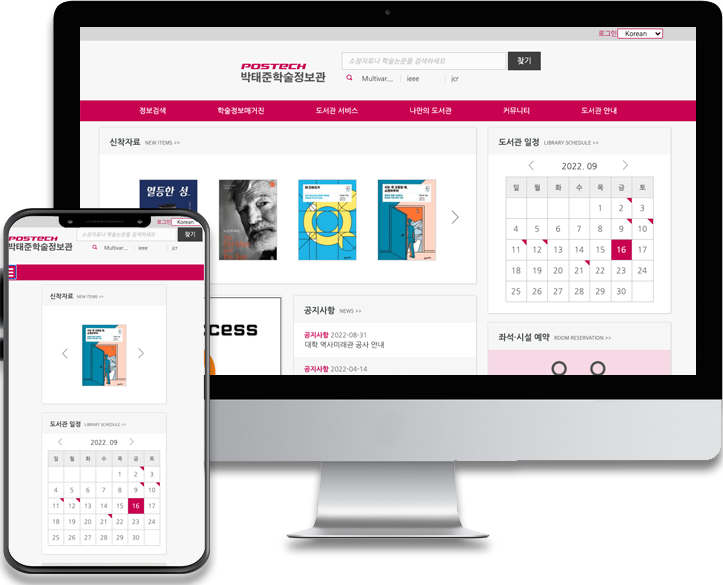 로그인 Korean
POSTECH
박태준학술정보관
소장자료나 학술논문을 검색하세요 찾기
Multivar... ieee jcr
정보검색 학술정보매거진 도서관 서비스 나만의 도서관 커뮤니티 도서관 안내
신착자료 NEW ITEMS >>
열등한 성
도서관 일정 LIBRARY SCHEDULE >>
2022. 09
일 월 화 수 목 금 토
1 2 3
4 5 6 7 8 9 10
11 12 13 14 15 16 17
18 19 20 21 22 23 24
25 26 27 28 29 30
cess
공지사항 NEWS >>
공지사항 2022-08-31
대학 역사미래관 공사 안내
공지사항 2022-04-14
좌석·시설 예약 ROOM RESERVATION >>
로그인 Korean
POSTECH
박태준학술정보관
소장자료나 학술논문을 검색하세요 찾기
Multivar... ieee jcr
신착자료 NEW ITEMS >>
도서관 일정 LIBRARY SCHEDULE >>
2022. 09
일 월 화 수 목 금 토
1 2 3
4 5 6 7 8 9 10
11 12 13 14 15 16 17
18 19 20 21 22 23 24
25 26 27 28 29 30